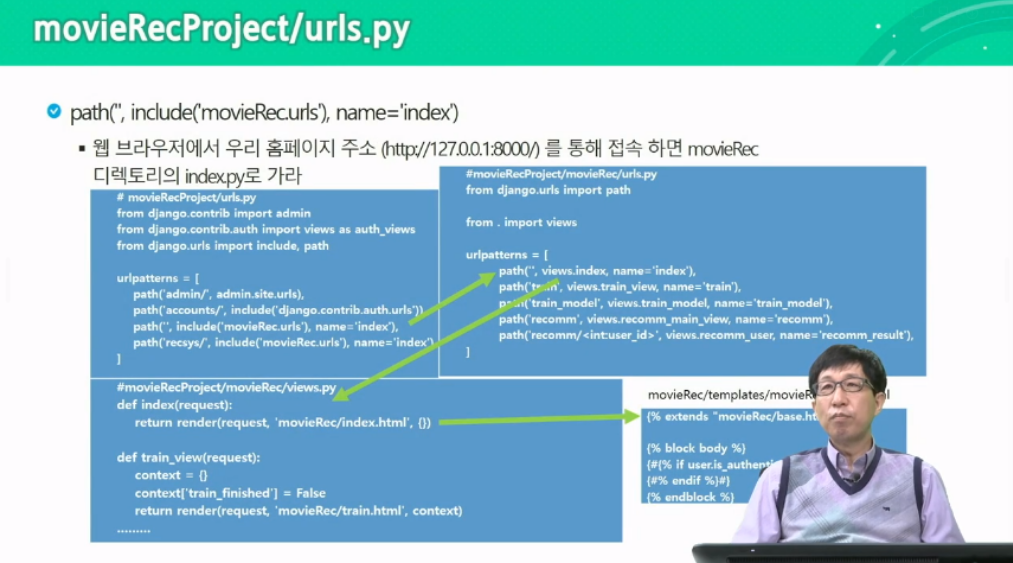 movieRecProject/urls.py
path('', include('movieRec.urls'), name='index')
▪ 웹 브라우저에서 우리 홈페이지 주소 (http://127.0.0.1:8000/) 를 통해 접속 하면 movieRec
디렉토리의 index.py로 가라
# movieRecProject/urls.py
from django.contrib import admin
from django.contrib.auth import views as auth_views
from django.urls import include, path
urlpatterns = [
path('admin/', admin.site.urls),
path('accounts/', include('django.contrib.auth.urls'))
path('', include('movieRec.urls'), name='index'),
path('recsys/', include('movieRec.urls'), name='index')
]
#movieRecProject/movieRec/urls.py
from django.urls import path
from . import views
urlpatterns = [
path('', views.index, name='index'),
path('train', views.train_view, name='train'),
path('train_model', views.train_model, name='train_model'),
path('recomm', views.recomm_main_view, name='recomm'),
path('recomm/<int:user_id>', views.recomm_user, name='recomm_result'),
]
#movieRecProject/movieRec/views.py
def index(request):
return render(request, 'movieRec/index.html', {})
def train_view(request):
context = {}
context['train_finished'] = False
return render(request, 'movieRec/train.html', context)
.........
movieRec/templates/
{% extends "movieRec/
{% block body %}
{#{% if
{#% endif %}#}
{% endblock %}